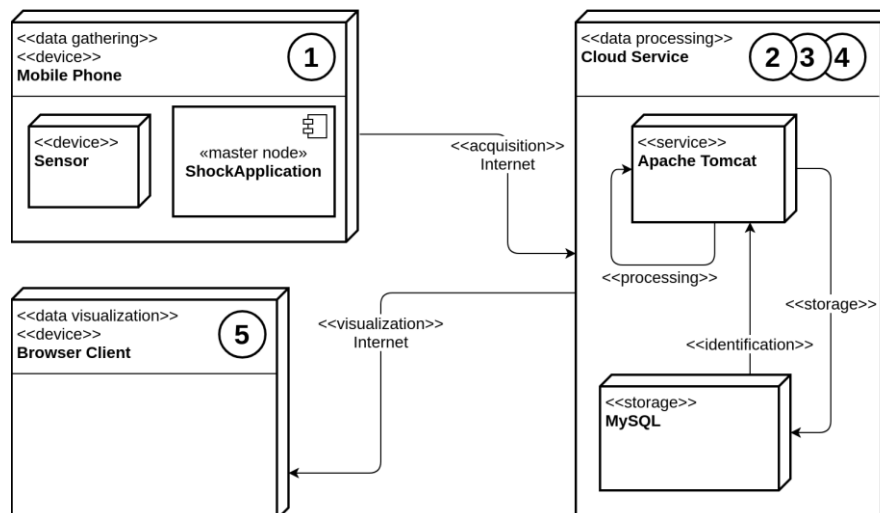 <<data gathering>>
<<device>>
Mobile Phone
1
<<device>>
Sensor
«master node»
ShockApplication
<<acquisition>>
Internet
<<data processing>>
Cloud Service
2 3 4
<<service>>
Apache Tomcat
<<processing>>
<<storage>>
<<identification>>
<<storage>>
MySQL
<<data visualization>>
<<device>>
Browser Client
5
<<visualization>>
Internet